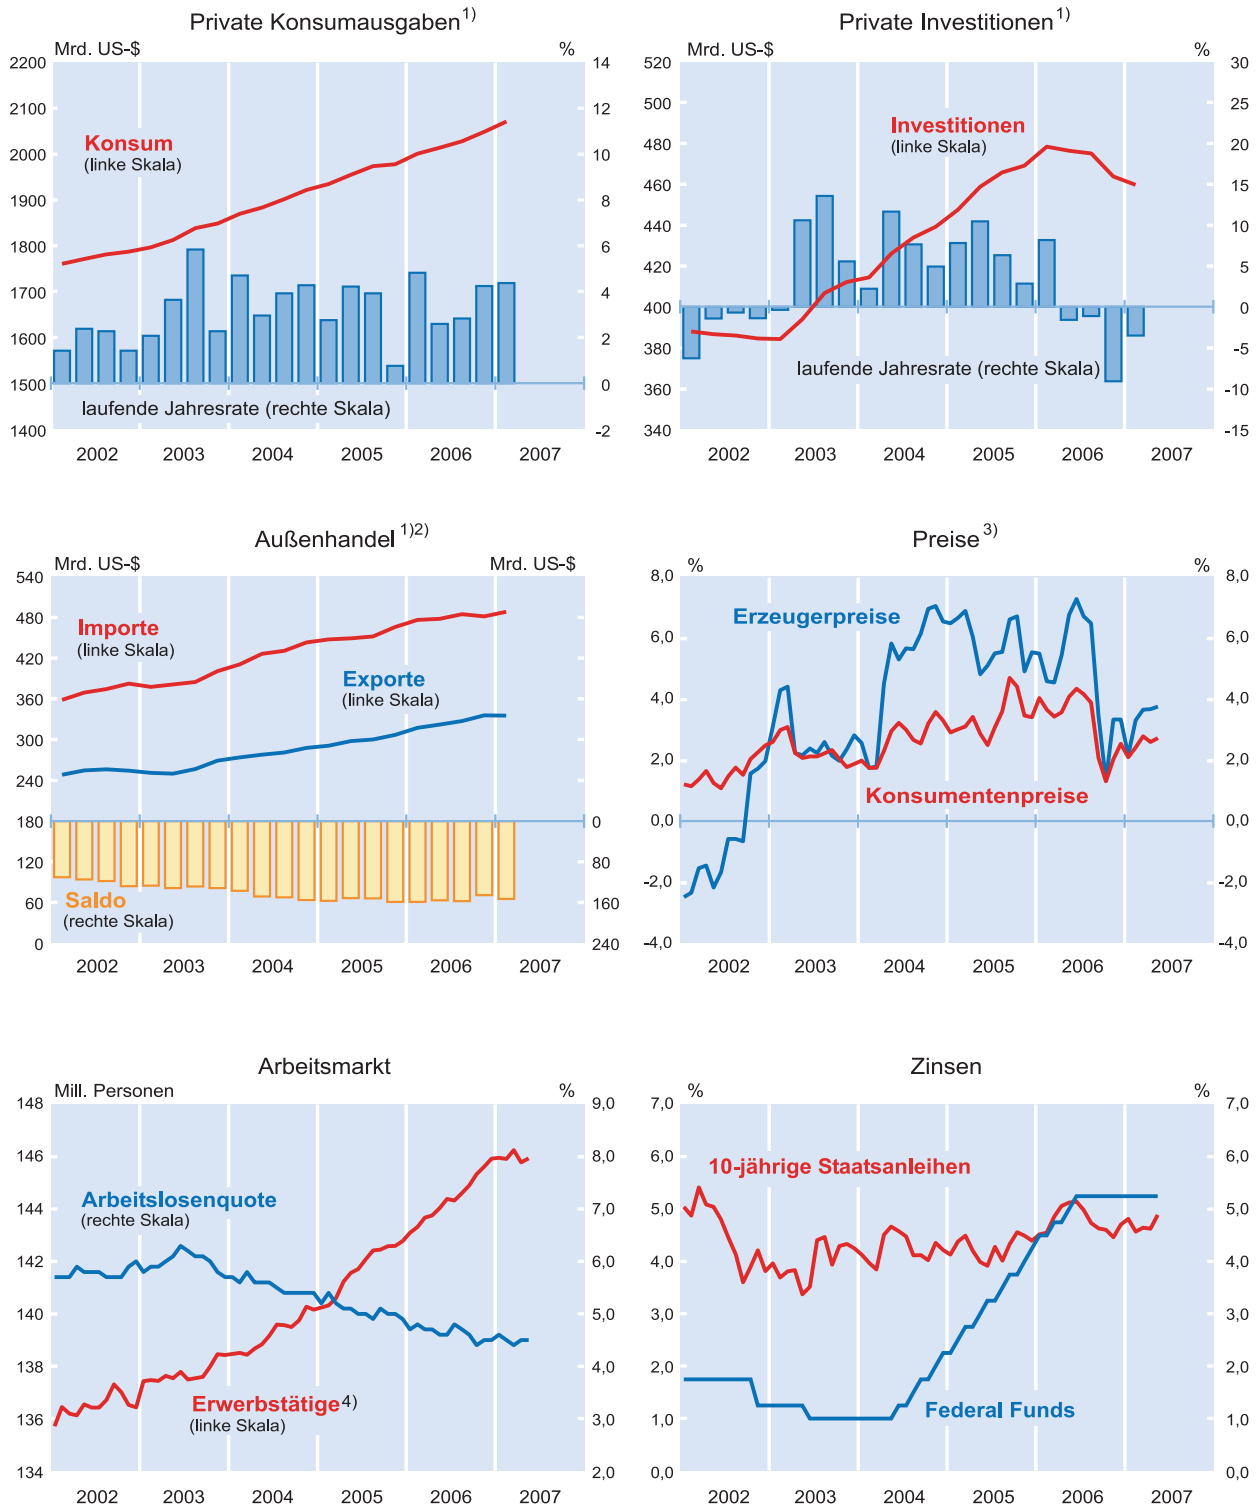 Private Konsumausgaben1)
Mrd. US-$ %
2200 14
2100 12
2000 10
1900 8
1800 6
1700 4
1600 2
1500 0
1400 -2
Konsum
(linke Skala)
laufende Jahresrate (rechte Skala)
2002 2003 2004 2005 2006 2007
Private Investitionen1)
Mrd. US-$ %
520 30
500 25
480 20
460 15
440 10
420 5
400 0
380 -5
360 -10
340 -15
Investitionen
(linke Skala)
laufende Jahresrate (rechte Skala)
2002 2003 2004 2005 2006 2007
Außenhandel 1)2)
Mrd. US-$ Mrd. US-$
540
480
420
360
300
240
180 0
120 80
60 160
0 240
Importe
(linke Skala)
Exporte
(linke Skala)
Saldo
(rechte Skala)
2002 2003 2004 2005 2006 2007
Preise3)
% %
8,0 8,0
6,0 6,0
4,0 4,0
2,0 2,0
0,0 0,0
-2,0 -2,0
-4,0 -4,0
Erzeugerpreise
Konsumentenpreise
2002 2003 2004 2005 2006 2007
Arbeitsmarkt
Mill. Personen %
148 9,0
146 8,0
144 7,0
142 6,0
140 5,0
138 4,0
136 3,0
134 2,0
Arbeitslosenquote
(rechte Skala)
Erwerbstätige4)
(linke Skala)
2002 2003 2004 2005 2006 2007
Zinsen
% %
7,0 7,0
6,0 6,0
5,0 5,0
4,0 4,0
3,0 3,0
2,0 2,0
1,0 1,0
0,0 0,0
10-jährige Staatsanleihen
Federal Funds
2002 2003 2004 2005 2006 2007